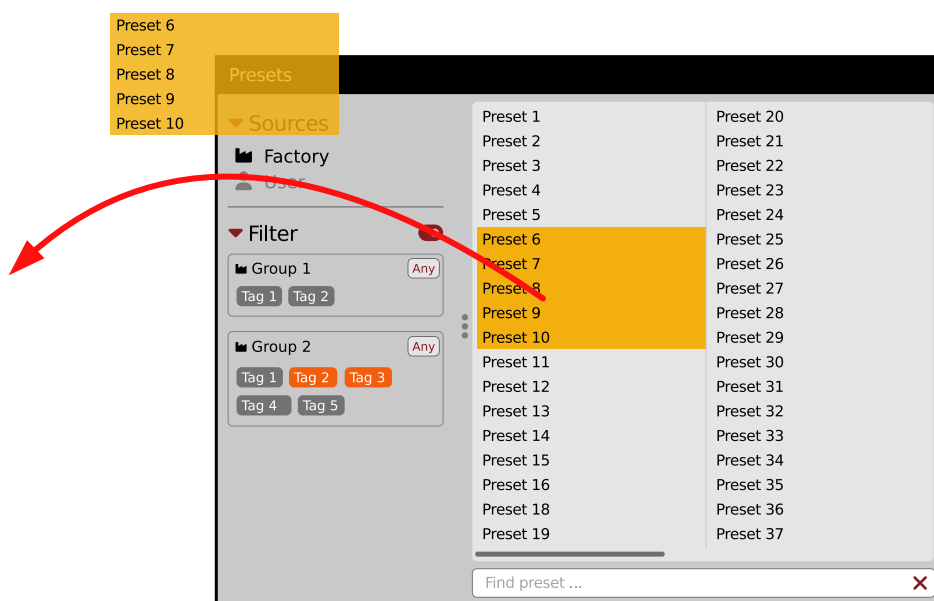 Preset 6
Preset 7
Preset 8
Preset 9
Preset 10
Presets
Sources
Factory
User
Filter
Group 1
Any
Tag 1 Tag 2
Group 2
Any
Tag 1 Tag 2 Tag 3
Tag 4 Tag 5
Preset 1
Preset 2
Preset 3
Preset 4
Preset 5
Preset 6
Preset 7
Preset 8
Preset 9
Preset 10
Preset 11
Preset 12
Preset 13
Preset 14
Preset 15
Preset 16
Preset 18
Preset 19
Preset 20
Preset 21
Preset 22
Preset 23
Preset 24
Preset 25
Preset 26
Preset 27
Preset 28
Preset 29
Preset 30
Preset 31
Preset 32
Preset 33
Preset 34
Preset 35
Preset 36
Preset 37
Find preset ...